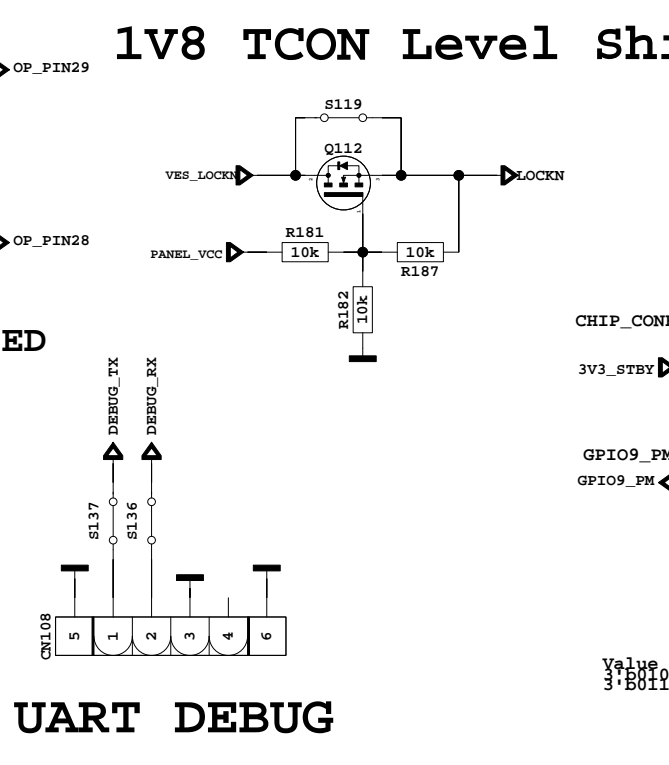 1V8 TCON Level Shi
OP_PIN29
S119
Q112
VES_LOCKN
LOCKN
R181
OP_PIN28
PANEL_VCC
10k
10k
R187
R182
10k
CHIP_CON
ED
3V3_STBY
DEBUG_TX
DEBUG_RX
GPIO9_PM
GPIO9_PM
S137
S136
CN108
5
1
2
3
4
6
Value
UART DEBUG